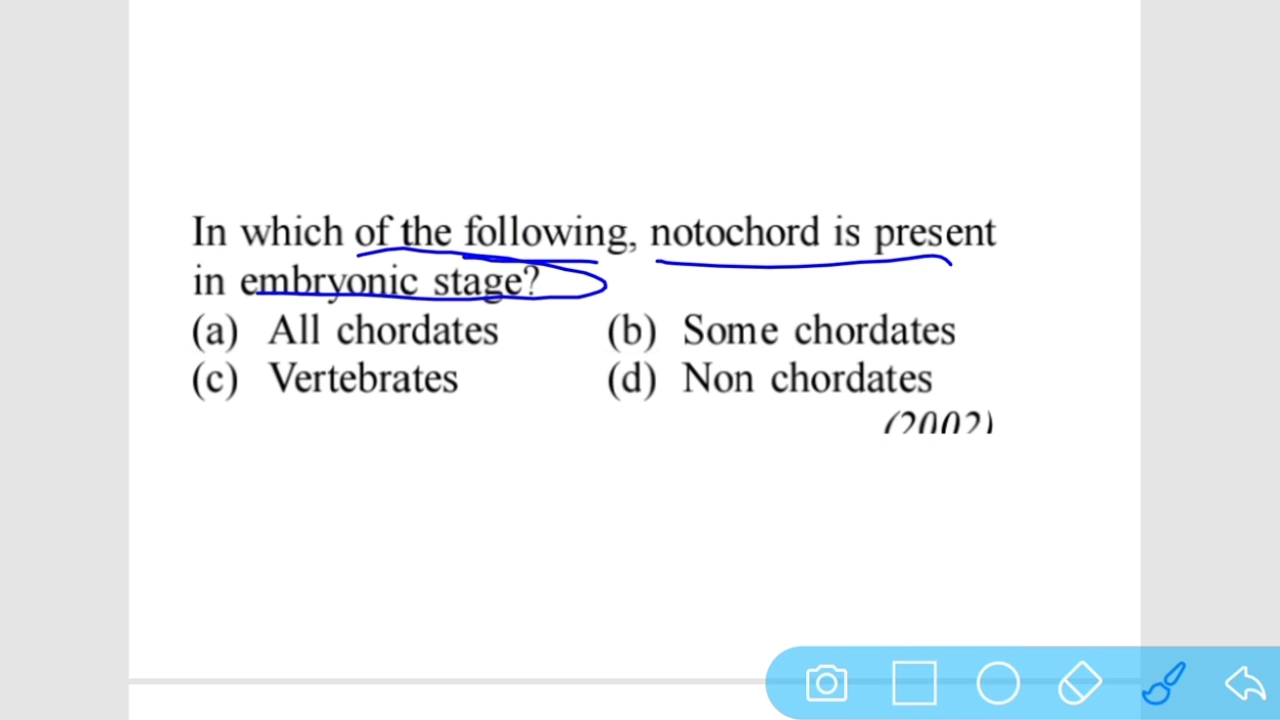 In which of the following, notochord is present
in embryonic stage?
(a) All chordates (b) Some chordates
(c) Vertebrates (d) Non chordates
(2002)